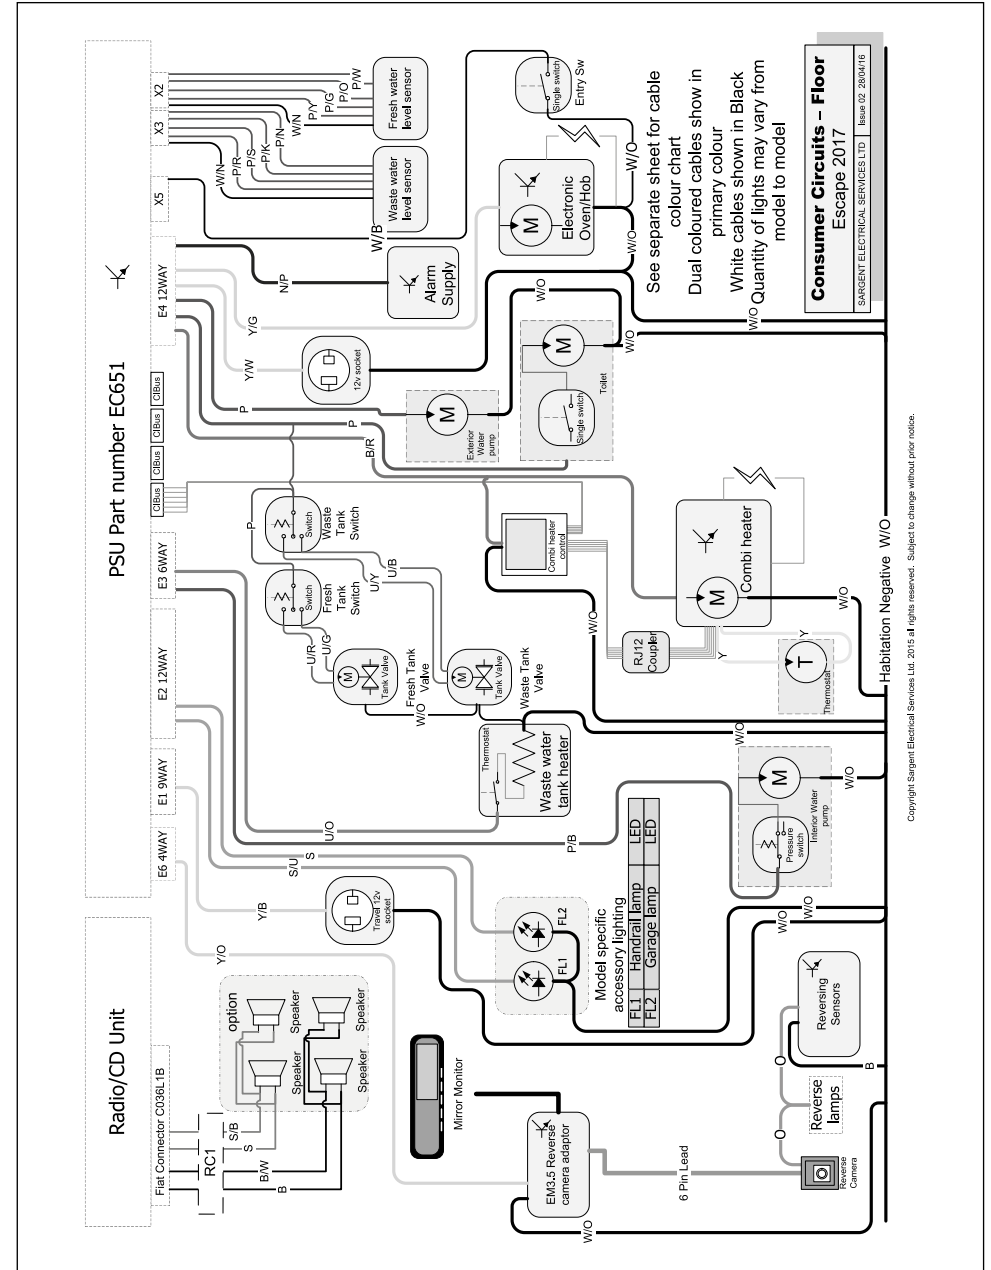 PSU Part number EC651
Radio/CD Unit
X5
X3
X2
E4 12WAY
CIBus
CIBus
CIBus
CIBus
E3 6WAY
E2 12WAY
E1 9WAY
E6 4WAY
Fiat Connector C036L1B
RC1
S/B
S
B/W
B
option
Speaker
Speaker
Speaker
Speaker
Y/O
Y/B
S/U
S
U/O
P/B
Travel 12v
socket
Mirror Monitor
EM3.5 Reverse
camera adaptor
W/O
6 Pin Lead
Reverse
Camera
O
O
Reverse
lamps
B
Reversing
Sensors
FL1
FL2
Model specific
accessory lighting
FL1 Handrail lamp LED
FL2 Garage lamp LED
W/O
W/O
Pressure
switch
M
Interior Water
pump
W/O
W/O
Thermostat
Waste water
tank heater
M
Tank Valve
Fresh Tank
Valve
M
Tank Valve
Waste Tank
Valve
W/O
U/R
U/G
U/Y
U/B
Switch
Fresh
Tank
Switch
Switch
Waste
Tank
Switch
P
Combi heater
control
RJ12
Coupler
W/O
M
Combi heater
Y
Y
T
Thermostat
W/O
Habitation Negative W/O
B/R
P
P
M
Exterior
Water
pump
Single switch
M
Toilet
W/O
W/O
Y/W
Y/G
12v socket
N/P
Alarm
Supply
W/B
M
Electronic
Oven/Hob
W/O
W/O
W/O
Single switch
Entry Sw
W/N
P/R
P/S
P/K
P/N
Waste water
level sensor
W/N
P/Y
P/G
P/O
P/W
Fresh water
level sensor
See separate sheet for cable
colour chart
Dual coloured cables show in
primary colour
White cables shown in Black
Quantity of lights may vary from
model to model
Consumer Circuits – Floor
Escape 2017
SARGENT ELECTRICAL SERVICES LTD Issue 02 28/04/16
Copyright Sargent Electrical Services Ltd. 2015 all rights reserved. Subject to change without prior notice.